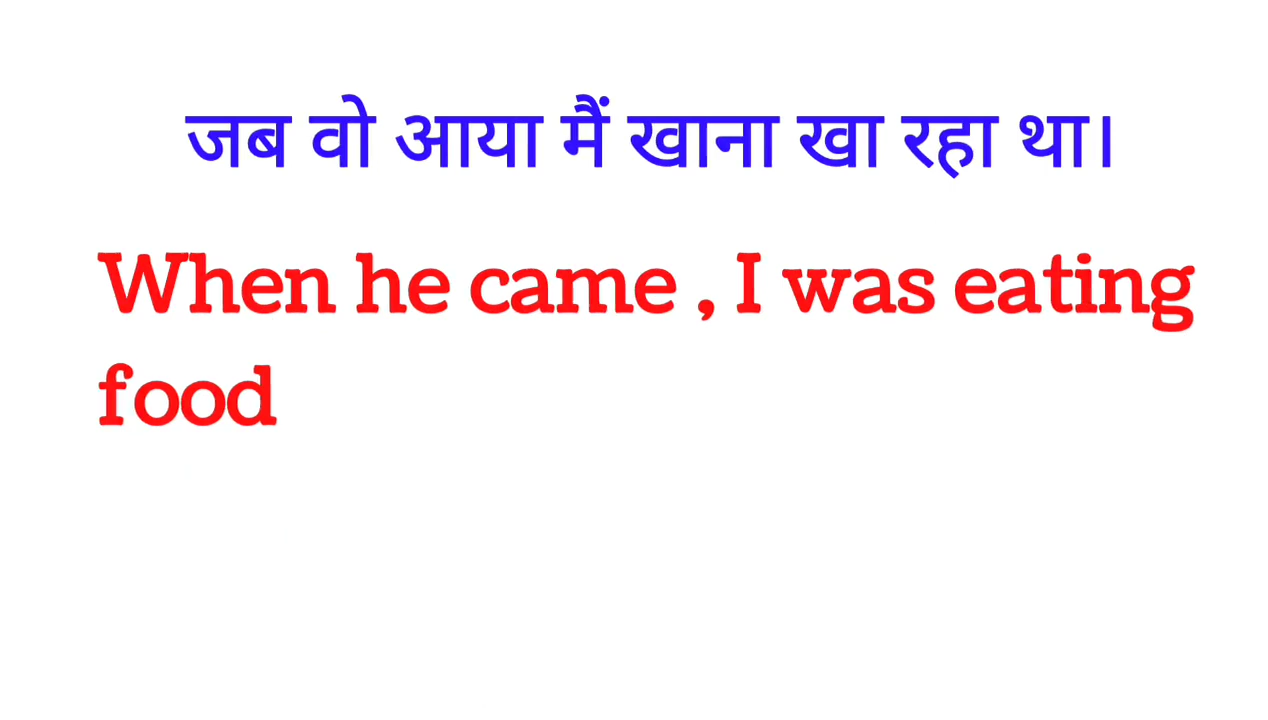 जब वो आया मैं खाना खा रहा था।
When he came , I was eating
food